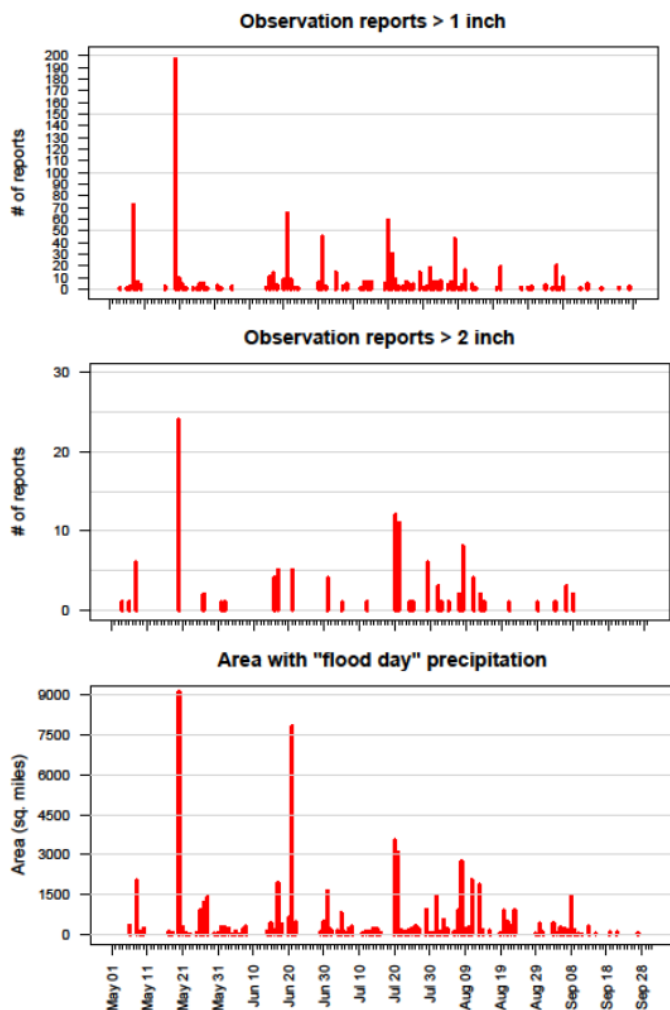 Observation reports > 1 inch
# of reports
200
190
180
170
160
150
140
130
120
110
100
90
80
70
60
50
40
30
20
10
0
Observation reports > 2 inch
# of reports
30
20
10
0
Area with "flood day" precipitation
Area (sq. miles)
9000
7500
6000
4500
3000
1500
0
May 01
May 11
May 21
May 31
Jun 10
Jun 20
Jun 30
Jul 10
Jul 20
Jul 30
Aug 09
Aug 19
Aug 29
Sep 08
Sep 18
Sep 28